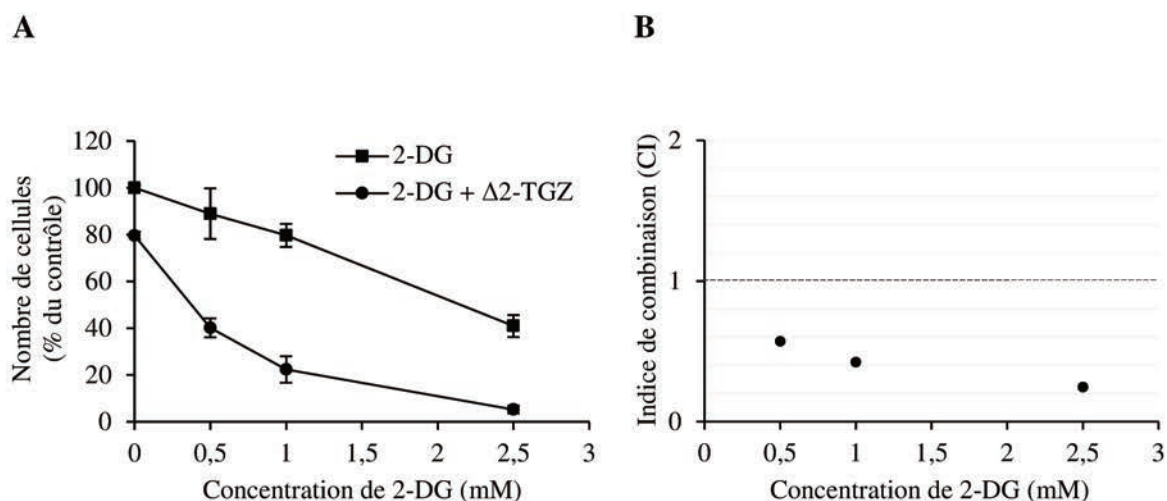 A
B
Nombre de cellules
(% du contrôle)
120
100
80
60
40
20
0
2-DG
2-DG + Δ2-TGZ
0
0,5
1
1,5
2
2,5
3
Concentration de 2-DG (mM)
Indice de combinaison (CI)
2
1
0
0
0,5
1
1,5
2
2,5
3
Concentration de 2-DG (mM)